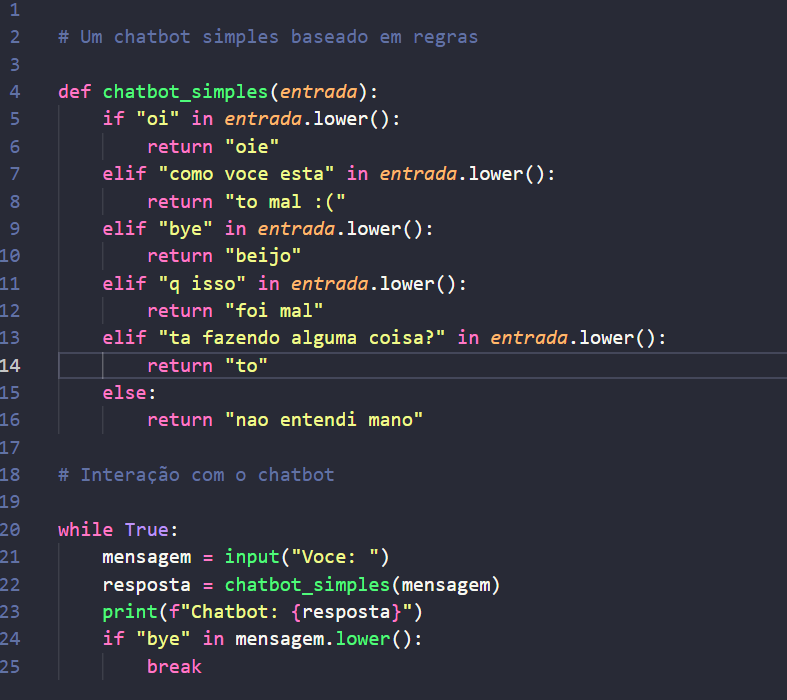 1
2 # Um chatbot simples baseado em regras
3
4 def chatbot_simples(entrada):
5     if "oi" in entrada.lower():
6         return "oie"
7     elif "como voce esta" in entrada.lower():
8         return "to mal :("
9     elif "bye" in entrada.lower():
10         return "beijo"
11     elif "q isso" in entrada.lower():
12         return "foi mal"
13     elif "ta fazendo alguma coisa?" in entrada.lower():
14         return "to"
15     else:
16         return "nao entendi mano"
17
18 # Interação com o chatbot
19
20 while True:
21     mensagem = input("Voce: ")
22     resposta = chatbot_simples(mensagem)
23     print(f"Chatbot: {resposta}")
24     if "bye" in mensagem.lower():
25         break